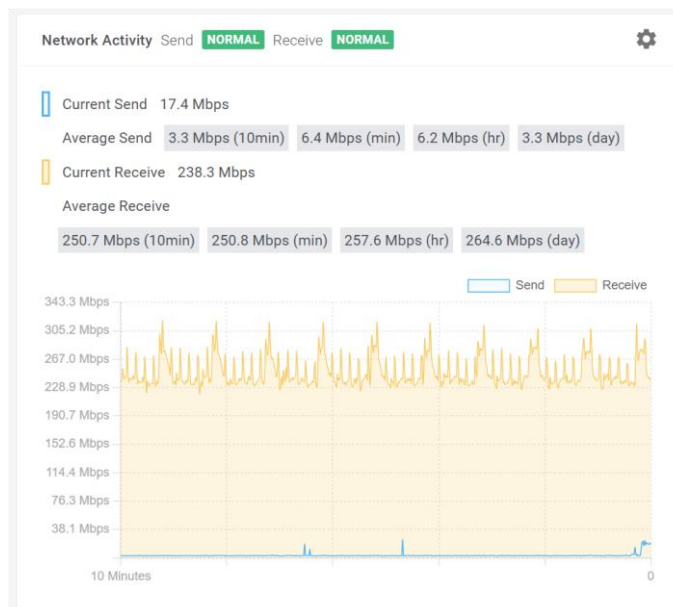 Network Activity Send NORMAL Receive NORMAL
Current Send 17.4 Mbps
Average Send 3.3 Mbps (10min) 6.4 Mbps (min) 6.2 Mbps (hr) 3.3 Mbps (day)
Current Receive 238.3 Mbps
Average Receive
250.7 Mbps (10min) 250.8 Mbps (min) 257.6 Mbps (hr) 264.6 Mbps (day)
Send Receive
343.3 Mbps
305.2 Mbps
267.0 Mbps
228.9 Mbps
190.7 Mbps
152.6 Mbps
114.4 Mbps
76.3 Mbps
38.1 Mbps
10 Minutes 0